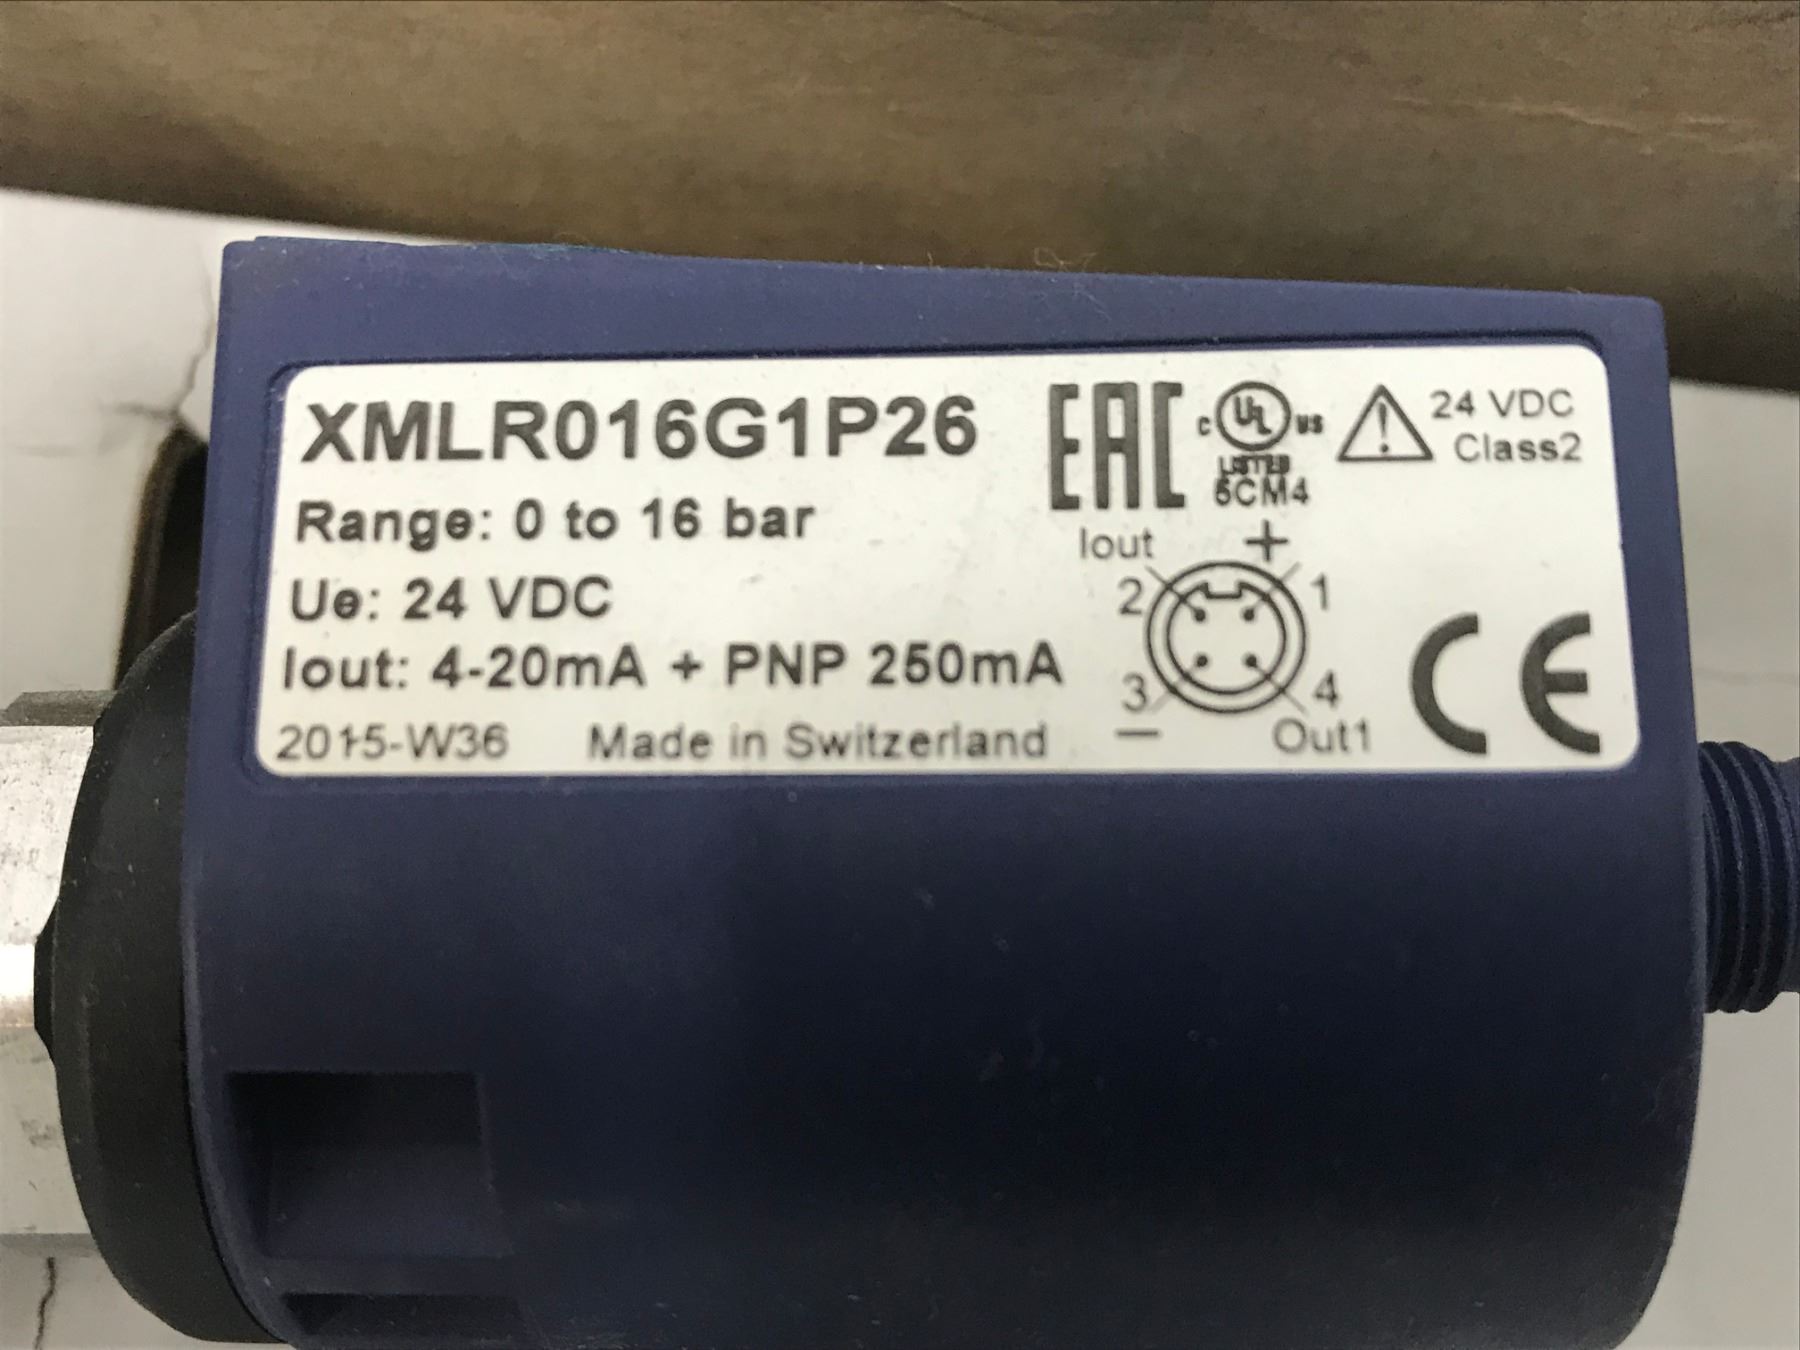 XMLR016G1P26
Range: 0 to 16 bar
Ue: 24 VDC
Iout: 4-20mA + PNP 250mA
2015-W36 Made in Switzerland
EAC
c UL us
LISTED
5CM4
24 VDC
Class2
Iout +
2 1
3 4
— Out1
CE